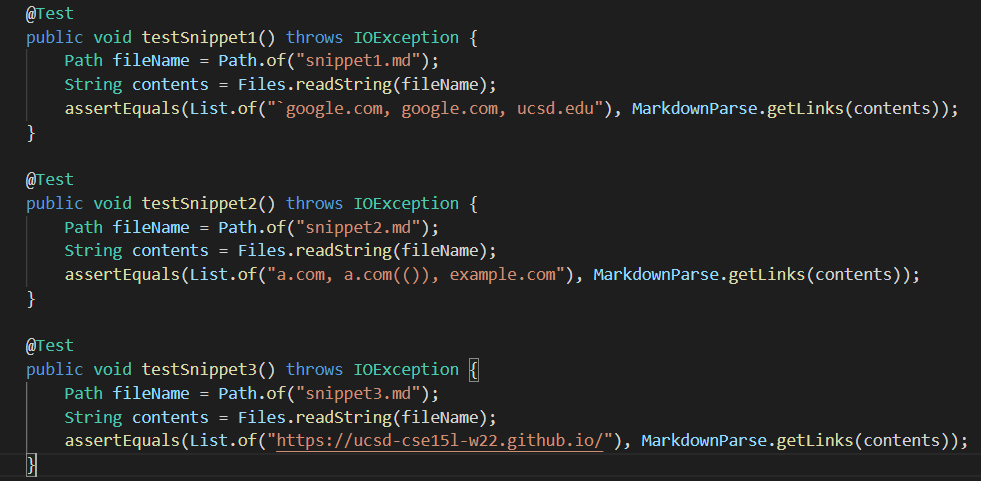 @Test
public void testSnippet1() throws IOException {
    Path fileName = Path.of("snippet1.md");
    String contents = Files.readString(fileName);
    assertEquals(List.of("`google.com, google.com, ucsd.edu"), MarkdownParse.getLinks(contents));
}

@Test
public void testSnippet2() throws IOException {
    Path fileName = Path.of("snippet2.md");
    String contents = Files.readString(fileName);
    assertEquals(List.of("a.com, a.com(()), example.com"), MarkdownParse.getLinks(contents));
}

@Test
public void testSnippet3() throws IOException {
    Path fileName = Path.of("snippet3.md");
    String contents = Files.readString(fileName);
    assertEquals(List.of("https://ucsd-cse15l-w22.github.io/"), MarkdownParse.getLinks(contents));
}